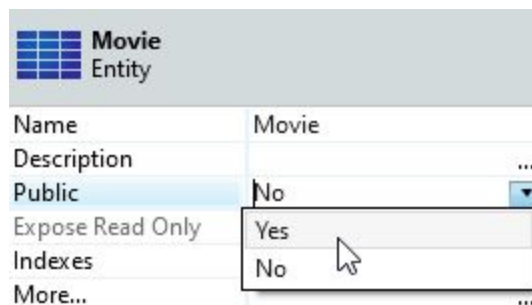 Movie
Entity
Name Movie
Description ...
Public No
Expose Read Only Yes
Indexes No
More... ...